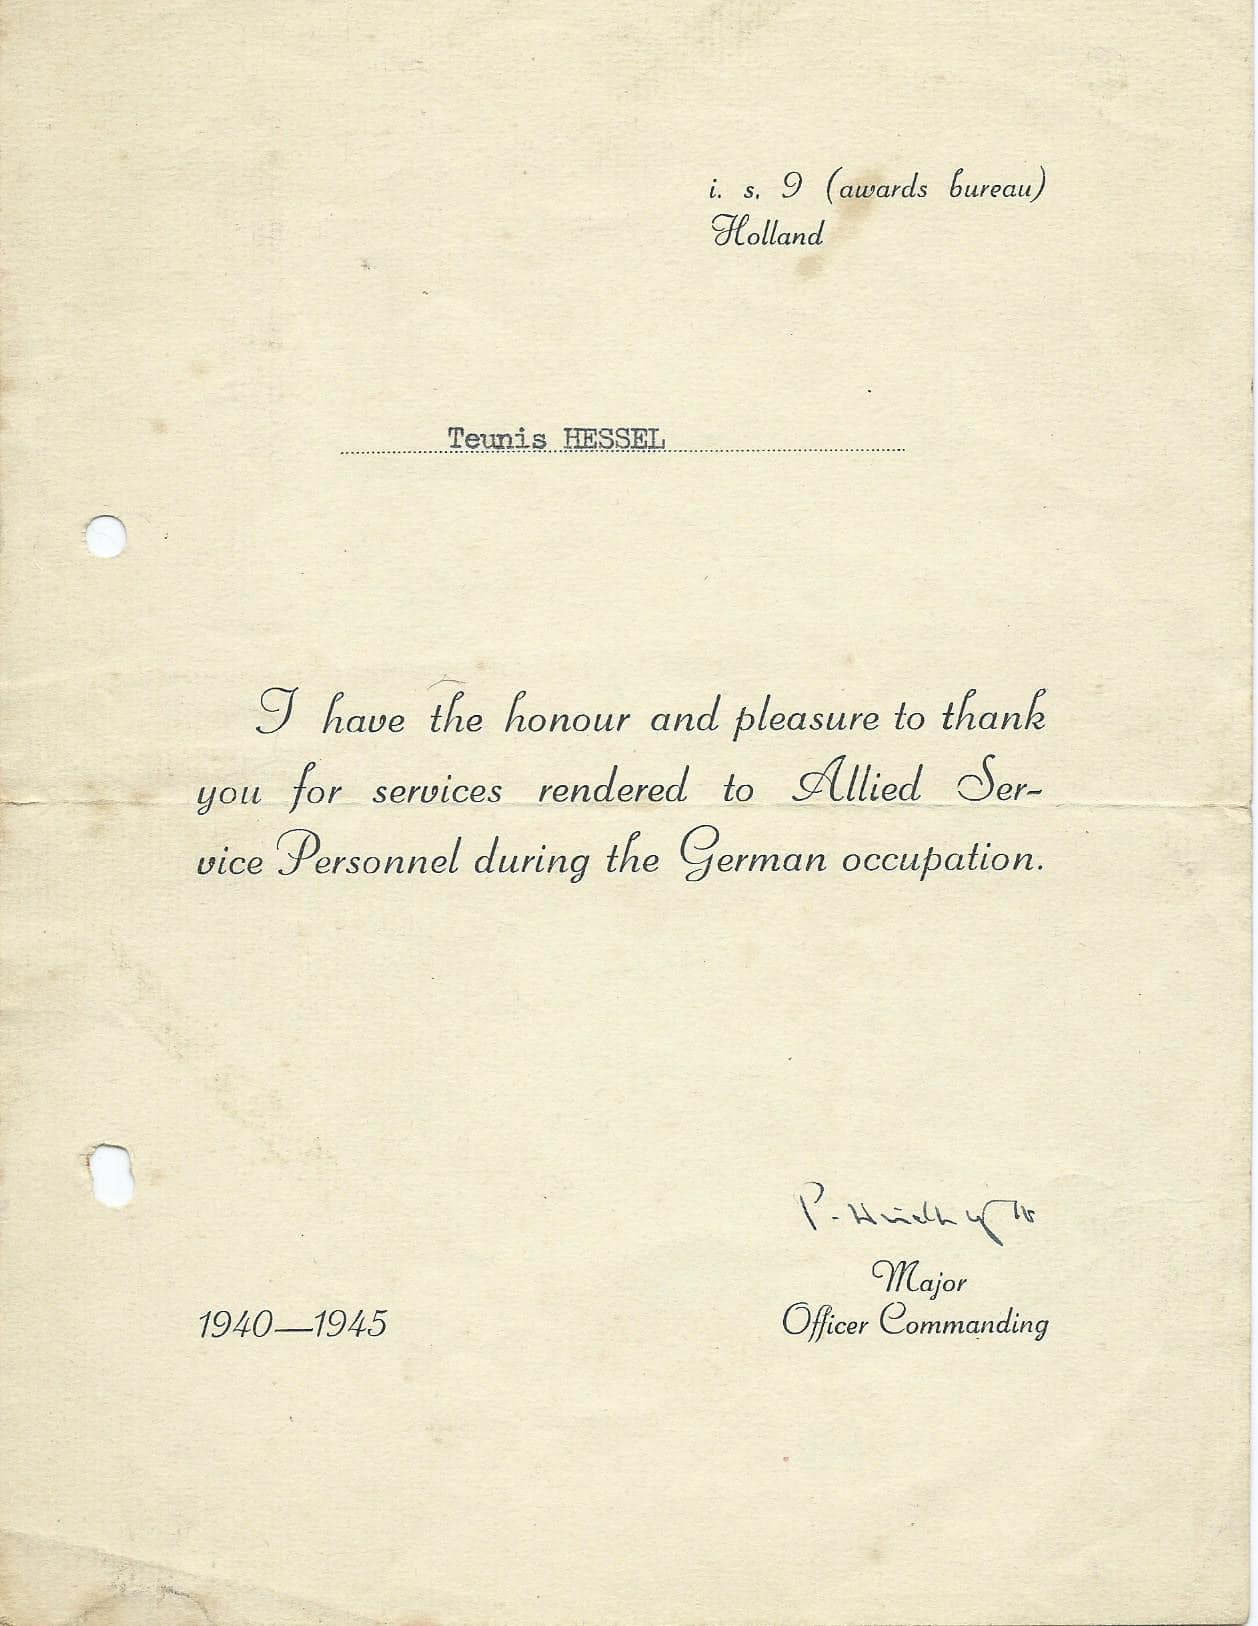 i. s. 9 (awards bureau)
Holland
Teunis HESSEL
I have the honour and pleasure to thank
you for services rendered to Allied Ser-
vice Personnel during the German occupation.
P.
Major
Officer Commanding
1940—1945